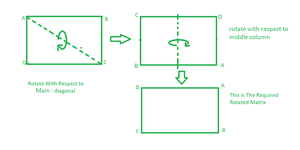 A
B
D
C
Rotate With Respect to
Main - diagonal
C
D
B
A
rotate with respect to
middle column
D
A
C
B
This is The Required
Rotated Matrix